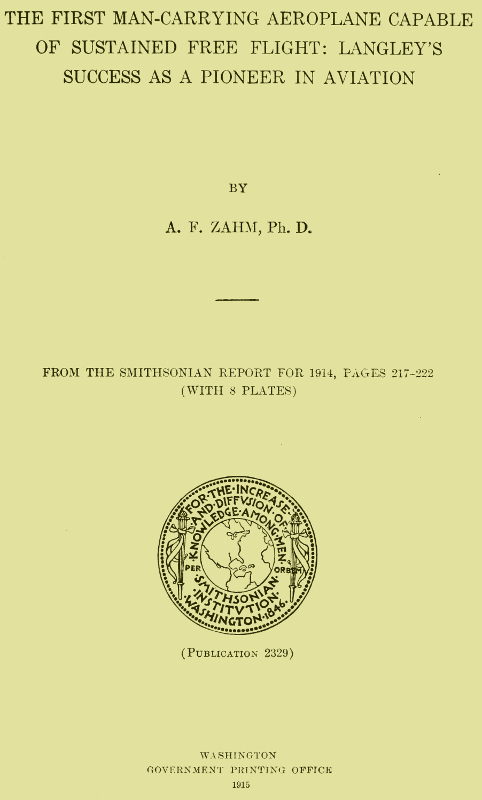 THE FIRST MAN-CARRYING AEROPLANE CAPABLE
OF SUSTAINED FREE FLIGHT: LANGLEY'S
SUCCESS AS A PIONEER IN AVIATION
BY
A. F. ZAHM, Ph. D.
FROM THE SMITHSONIAN REPORT FOR 1914, PAGES 217–222
(WITH 8 PLATES)
FOR·THE·INCREASE
·AND·DIFFVSION·OF
KNOWLEDGE·AMONG·MEN·
PER ORBEM
·SMITHSONIAN·
·INSTITVTION·
WASHINGTON·1846·
(PUBLICATION 2329)
WASHINGTON
GOVERNMENT PRINTING OFFICE
1915